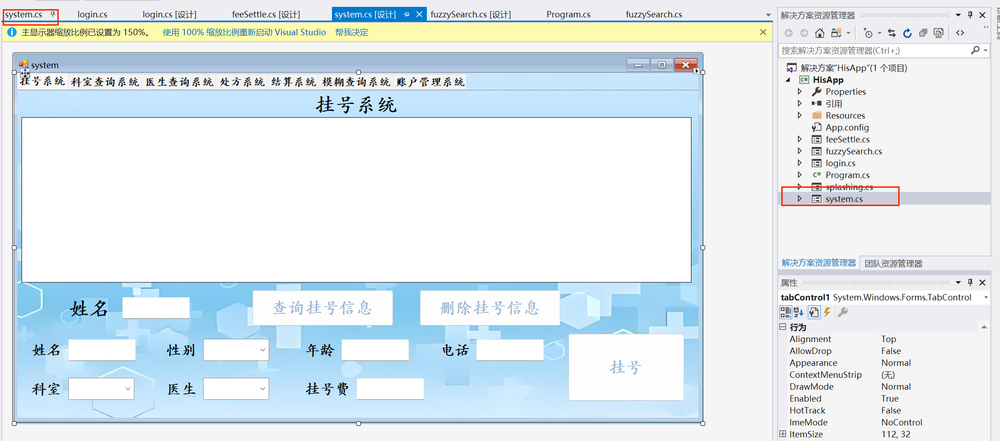 system.cs login.cs login.cs [设计] feeSettle.cs [设计] system.cs [设计] fuzzySearch.cs [设计] Program.cs fuzzySearch.cs
主显示器缩放比例已设置为 150%。 使用 100% 缩放比例重新启动 Visual Studio 帮我决定
system
挂号系统 科室查询系统 医生查询系统 处方系统 结算系统 模糊查询系统 账户管理系统
挂号系统
姓名 查询挂号信息 删除挂号信息
姓名 性别 年龄 电话 挂号
科室 医生 挂号费
解决方案资源管理器
搜索解决方案资源管理器(Ctrl+;)
解决方案"HisApp"(1 个项目)
C# HisApp
Properties
引用
Resources
App.config
feeSettle.cs
fuzzySearch.cs
login.cs
C# Program.cs
splashing.cs
system.cs
解决方案资源管理器 团队资源管理器
属性
tabControl1 System.Windows.Forms.TabControl
行为
Alignment Top
AllowDrop False
Appearance Normal
ContextMenuStrip (无)
DrawMode Normal
Enabled True
HotTrack False
ImeMode NoControl
ItemSize 112, 32